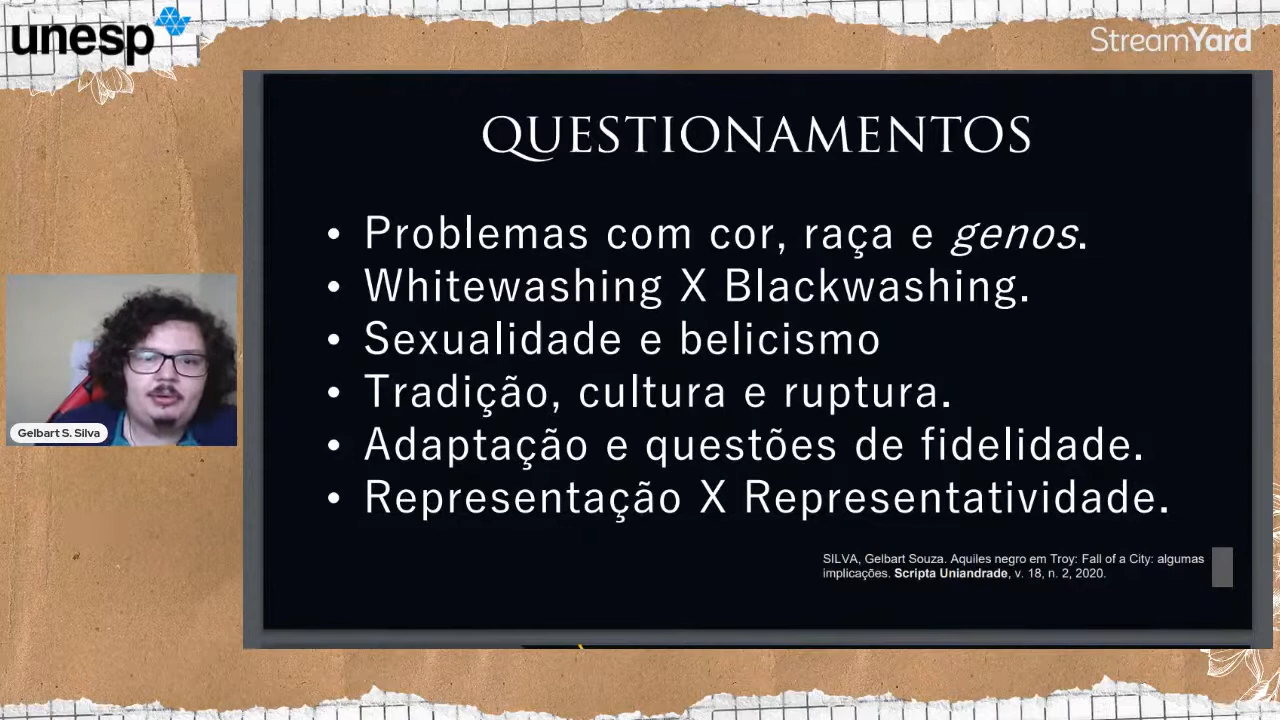 unesp
StreamYard
QUESTIONAMENTOS
• Problemas com cor, raça e genos.
• Whitewashing X Blackwashing.
• Sexualidade e belicismo
• Tradição, cultura e ruptura.
• Adaptação e questões de fidelidade.
• Representação X Representatividade.
SILVA, Gelbart Souza. Aquiles negro em Troy: Fall of a City: algumas
implicações. Scripta Uniandrade, v. 18, n. 2, 2020.
Gelbart S. Silva